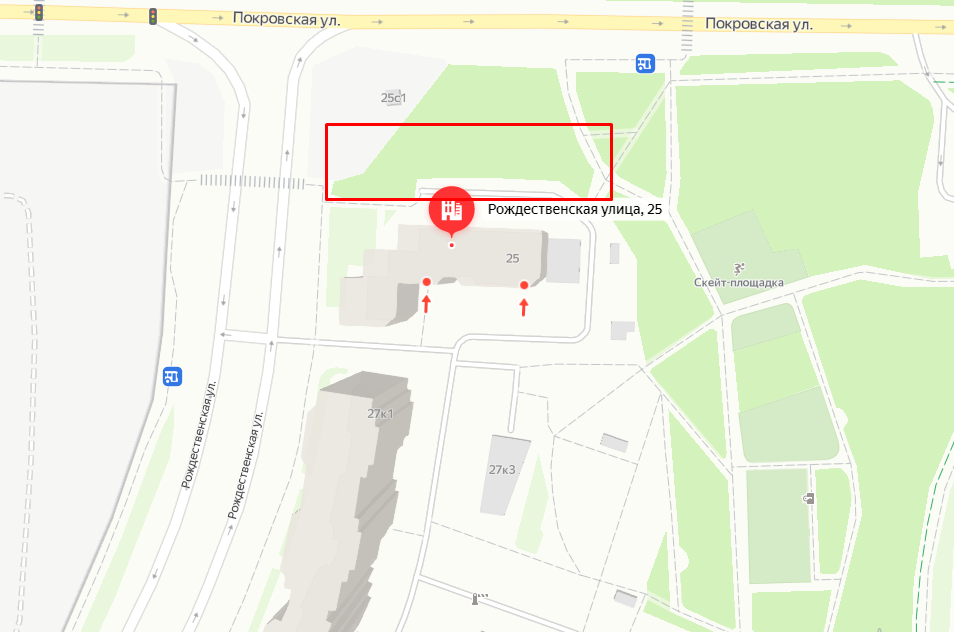 Покровская ул.
Покровская ул.
25с1
Рождественская улица, 25
25
Скейт-площадка
27к1
Рождественская ул.
Рождественская ул.
27к3